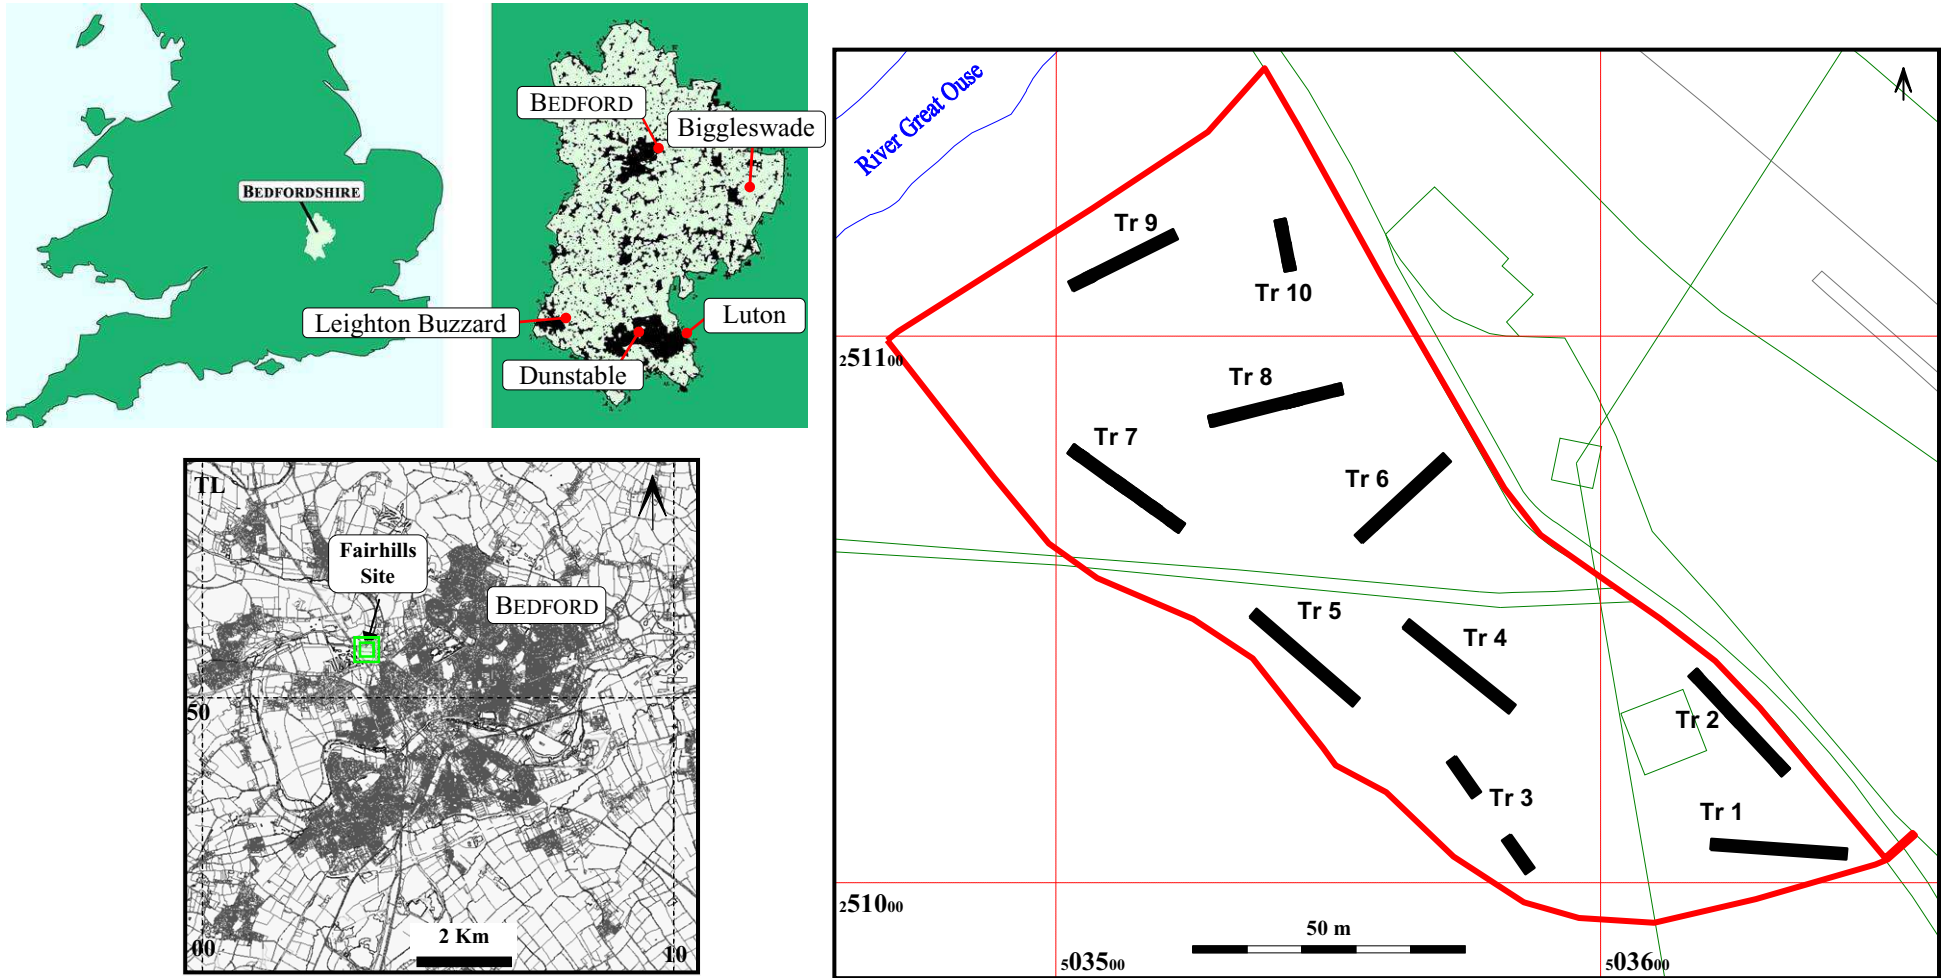 BEDFORDSHIRE
BEDFORD
Biggleswade
Leighton Buzzard
Luton
Dunstable
TL
Fairhills
Site
BEDFORD
50
00
2 Km
10
River Great Ouse
Tr 9
Tr 10
251100
Tr 8
Tr 7
Tr 6
Tr 5
Tr 4
Tr 2
Tr 3
Tr 1
251000
50 m
503500
503600